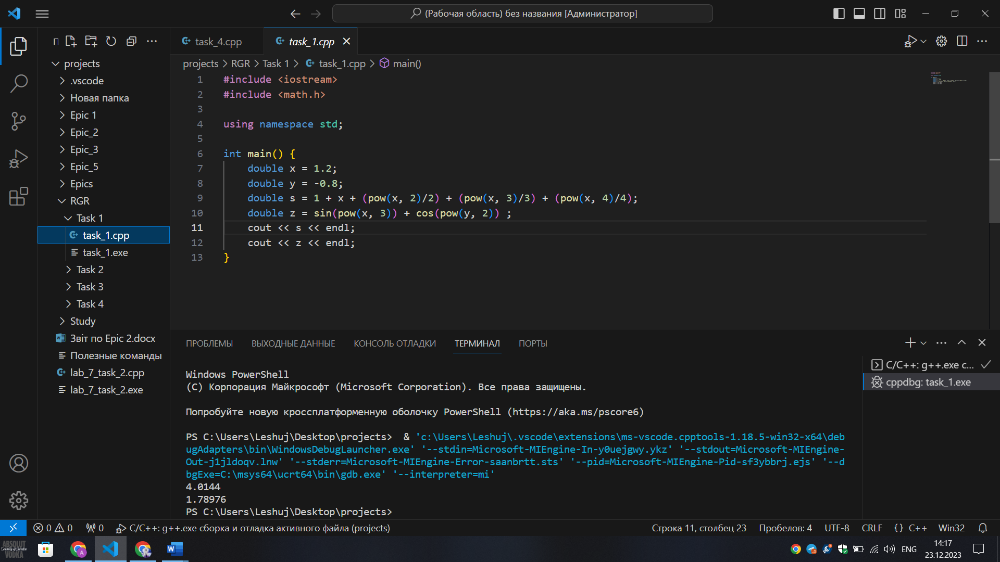 (Рабочая область) без названия [Администратор]
П
projects
.vscode
Новая папка
Epic 1
Epic_2
Epic_3
Epic_5
Epics
RGR
Task 1
task_1.cpp
task_1.exe
Task 2
Task 3
Task 4
Study
Звіт по Epic 2.docx
Полезные команды
lab_7_task_2.cpp
lab_7_task_2.exe
task_4.cpp
task_1.cpp
projects > RGR > Task 1 > task_1.cpp > main()
1 #include <iostream>
2 #include <math.h>
3
4 using namespace std;
5
6 int main() {
7 double x = 1.2;
8 double y = -0.8;
9 double s = 1 + x + (pow(x, 2)/2) + (pow(x, 3)/3) + (pow(x, 4)/4);
10 double z = sin(pow(x, 3)) + cos(pow(y, 2)) ;
11 cout << s << endl;
12 cout << z << endl;
13 }
ПРОБЛЕМЫ ВЫХОДНЫЕ ДАННЫЕ КОНСОЛЬ ОТЛАДКИ ТЕРМИНАЛ ПОРТЫ
Windows PowerShell
(C) Корпорация Майкрософт (Microsoft Corporation). Все права защищены.
Попробуйте новую кроссплатформенную оболочку PowerShell (https://aka.ms/pscore6)
PS C:\Users\Leshuj\Desktop\projects>  & 'c:\Users\Leshuj\.vscode\extensions\ms-vscode.cpptools-1.18.5-win32-x64\deb
ugAdapters\bin\WindowsDebugLauncher.exe' '--stdin=Microsoft-MIEngine-In-y0uejgwy.ykz' '--stdout=Microsoft-MIEngine-
Out-j1jldoqv.lnw' '--stderr=Microsoft-MIEngine-Error-saanbrtt.sts' '--pid=Microsoft-MIEngine-Pid-sf3ybbrj.ejs' '--d
bgExe=C:\msys64\ucrt64\bin\gdb.exe' '--interpreter=mi'
4.0144
1.78976
PS C:\Users\Leshuj\Desktop\projects>
C/C++: g++.exe c...
cppdbg: task_1.exe
0 0 0 C/C++: g++.exe сборка и отладка активного файла (projects)
Строка 11, столбец 23 Пробелов: 4 UTF-8 CRLF {} C++ Win32
ABSOLUT
Country of Sweden
VODKA
ENG
14:17
23.12.2023